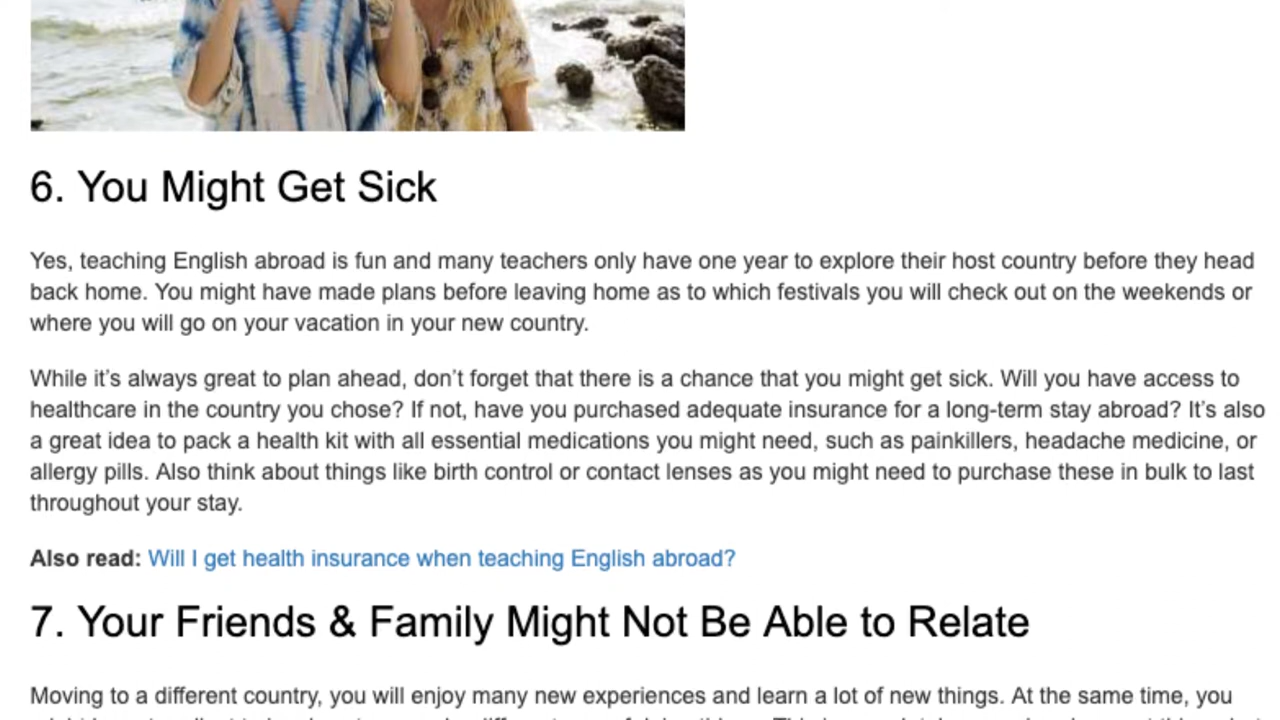 6. You Might Get Sick
Yes, teaching English abroad is fun and many teachers only have one year to explore their host country before they head
back home. You might have made plans before leaving home as to which festivals you will check out on the weekends or
where you will go on your vacation in your new country.
While it’s always great to plan ahead, don’t forget that there is a chance that you might get sick. Will you have access to
healthcare in the country you chose? If not, have you purchased adequate insurance for a long-term stay abroad? It’s also
a great idea to pack a health kit with all essential medications you might need, such as painkillers, headache medicine, or
allergy pills. Also think about things like birth control or contact lenses as you might need to purchase these in bulk to last
throughout your stay.
Also read: Will I get health insurance when teaching English abroad?
7. Your Friends & Family Might Not Be Able to Relate
Moving to a different country, you will enjoy many new experiences and learn a lot of new things. At the same time, you